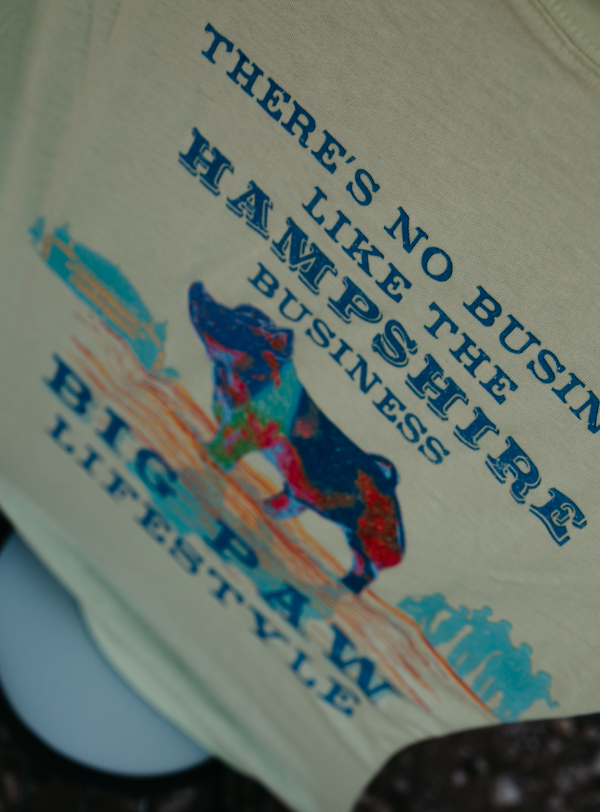 THERE'S NO BUSIN
LIKE THE
HAMPSHIRE
BUSINESS
BIG PAW
LIFESTYLE